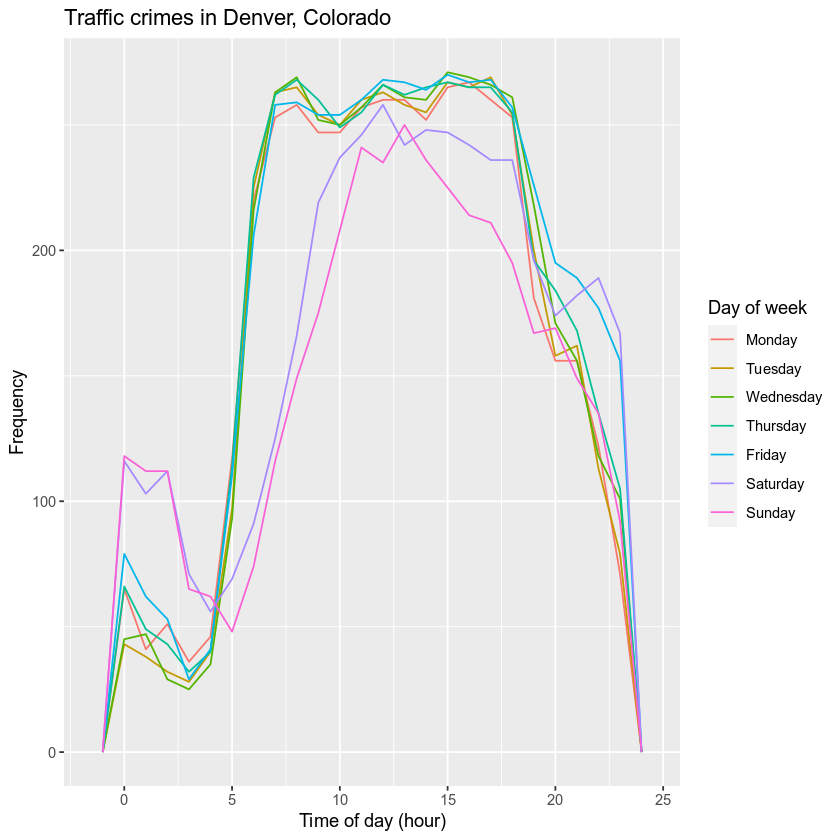 Traffic crimes in Denver, Colorado
200
100
0
Frequency
0 5 10 15 20 25
Time of day (hour)
Day of week
Monday
Tuesday
Wednesday
Thursday
Friday
Saturday
Sunday